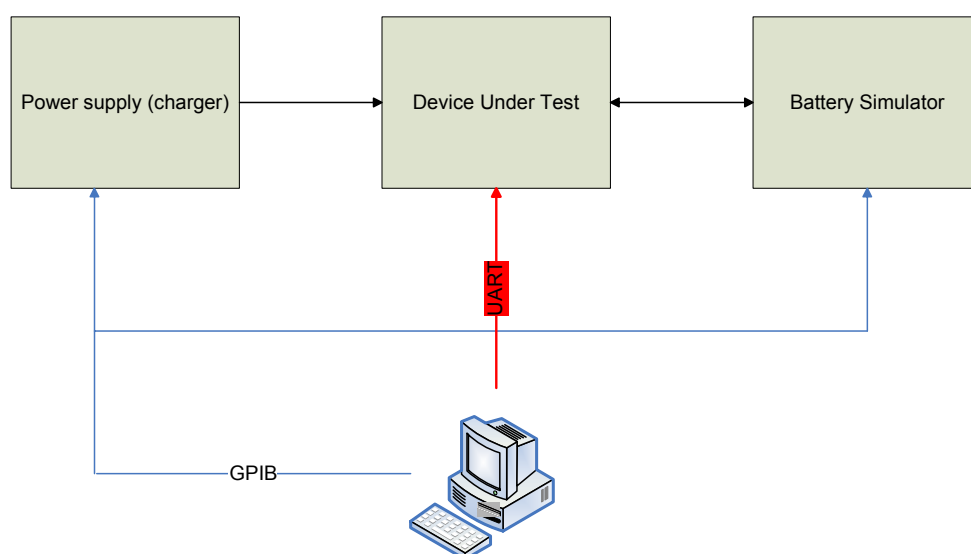 Power supply (charger)
Device Under Test
Battery Simulator
UART
GPIB